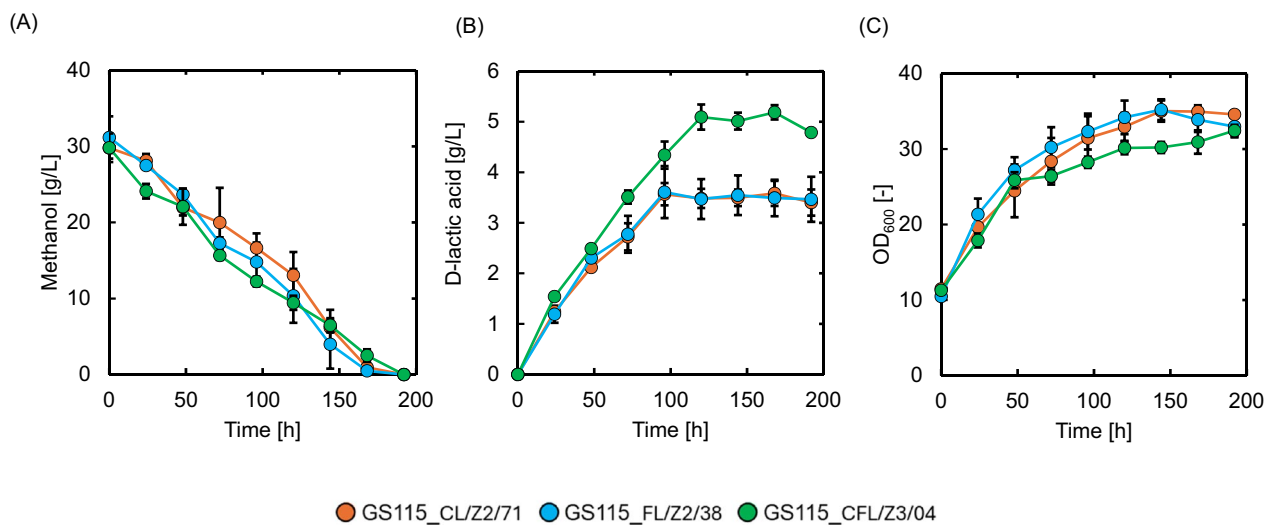 (A)
(B)
(C)
40
30
20
10
0
Methanol [g/L]
0 50 100 150 200
Time [h]
6
5
4
3
2
1
0
D-lactic acid [g/L]
0 50 100 150 200
Time [h]
40
30
20
10
0
OD600 [-]
0 50 100 150 200
Time [h]
GS115_CL/Z2/71 GS115_FL/Z2/38 GS115_CFL/Z3/04